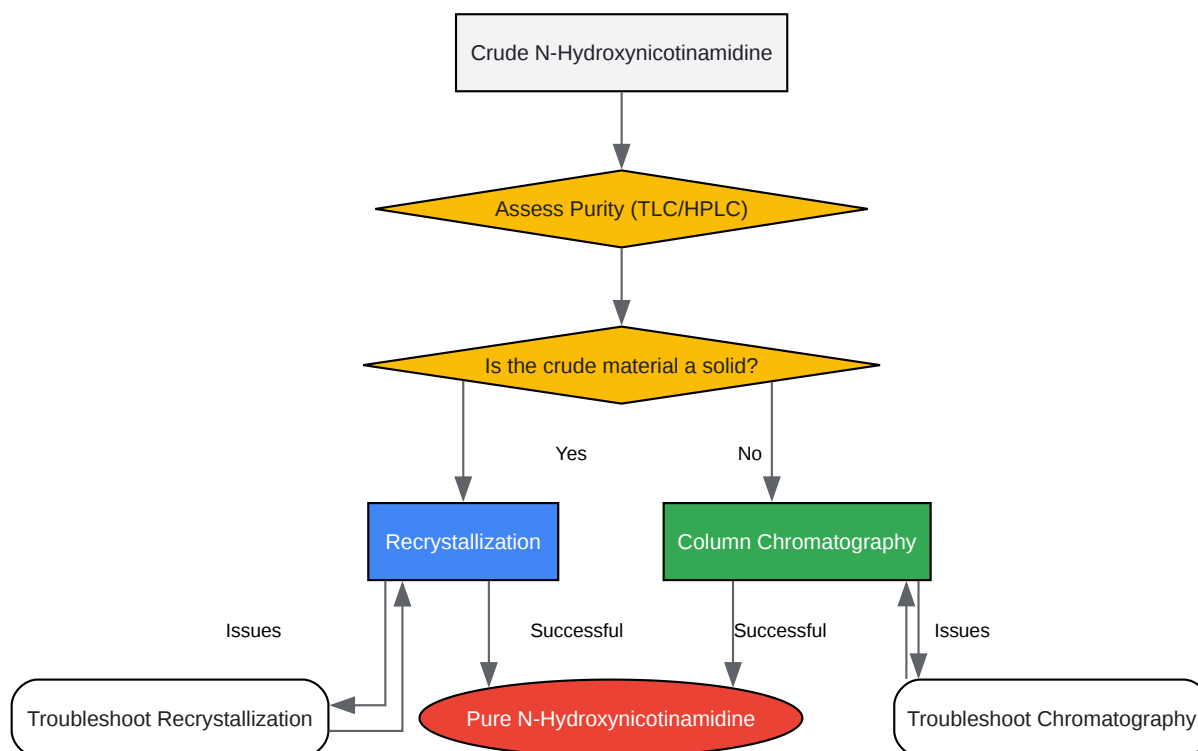 Crude N-Hydroxynicotinamidine
Assess Purity (TLC/HPLC)
Is the crude material a solid?
Yes
No
Recrystallization
Column Chromatography
Issues
Successful
Successful
Issues
Troubleshoot Recrystallization
Pure N-Hydroxynicotinamidine
Troubleshoot Chromatography